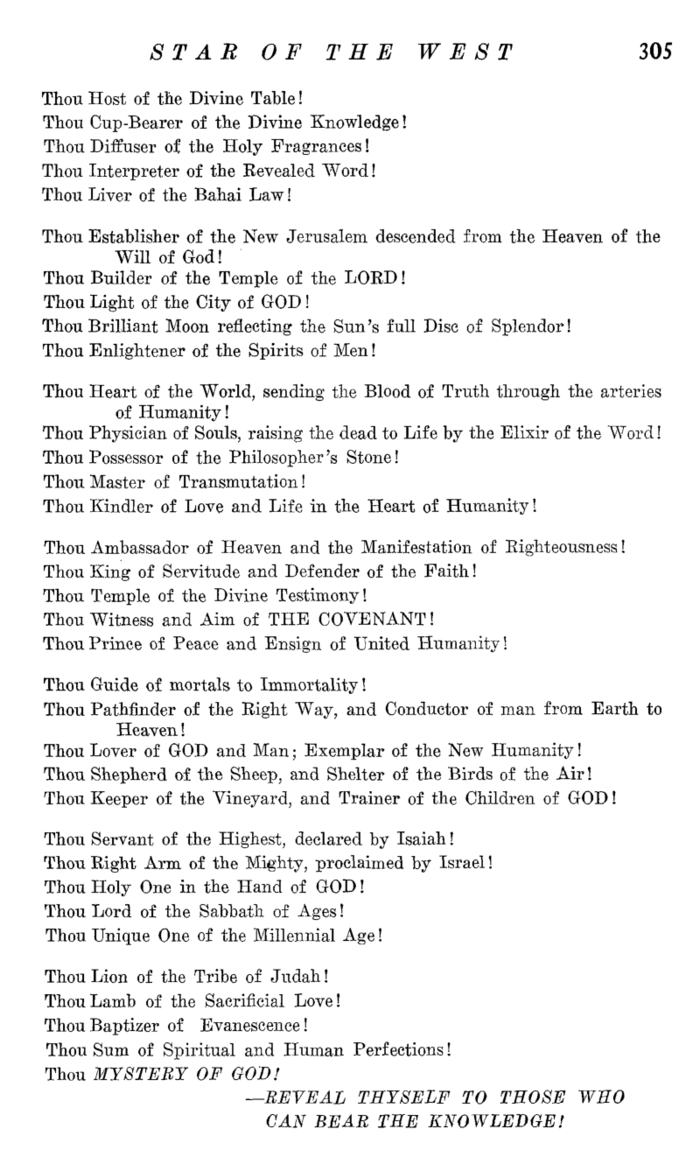 STAR OF THE WEST 305
Thou Host of the Divine Table!
Thou Cup-Bearer of the Divine Knowledge!
Thou Diffuser of the Holy Fragrances!
Thou Interpreter of the Revealed Word!
Thou Liver of the Bahai Law!
Thou Establisher of the New Jerusalem descended from the Heaven of the
Will of God!
Thou Builder of the Temple of the LORD!
Thou Light of the City of GOD!
Thou Brilliant Moon reflecting the Sun's full Disc of Splendor!
Thou Enlightener of the Spirits of Men!
Thou Heart of the World, sending the Blood of Truth through the arteries
of Humanity!
Thou Physician of Souls, raising the dead to Life by the Elixir of the Word!
Thou Possessor of the Philosopher's Stone!
Thou Master of Transmutation!
Thou Kindler of Love and Life in the Heart of Humanity!
Thou Ambassador of Heaven and the Manifestation of Righteousness!
Thou King of Servitude and Defender of the Faith!
Thou Temple of the Divine Testimony!
Thou Witness and Aim of THE COVENANT!
Thou Prince of Peace and Ensign of United Humanity!
Thou Guide of mortals to Immortality!
Thou Pathfinder of the Right Way, and Conductor of man from Earth to
Heaven!
Thou Lover of GOD and Man; Exemplar of the New Humanity!
Thou Shepherd of the Sheep, and Shelter of the Birds of the Air!
Thou Keeper of the Vineyard, and Trainer of the Children of GOD!
Thou Servant of the Highest, declared by Isaiah!
Thou Right Arm of the Mighty, proclaimed by Israel!
Thou Holy One in the Hand of GOD!
Thou Lord of the Sabbath of Ages!
Thou Unique One of the Millennial Age!
Thou Lion of the Tribe of Judah!
Thou Lamb of the Sacrificial Love!
Thou Baptizer of Evanescence!
Thou Sum of Spiritual and Human Perfections!
Thou MYSTERY OF GOD!
—REVEAL THYSELF TO THOSE WHO
CAN BEAR THE KNOWLEDGE!